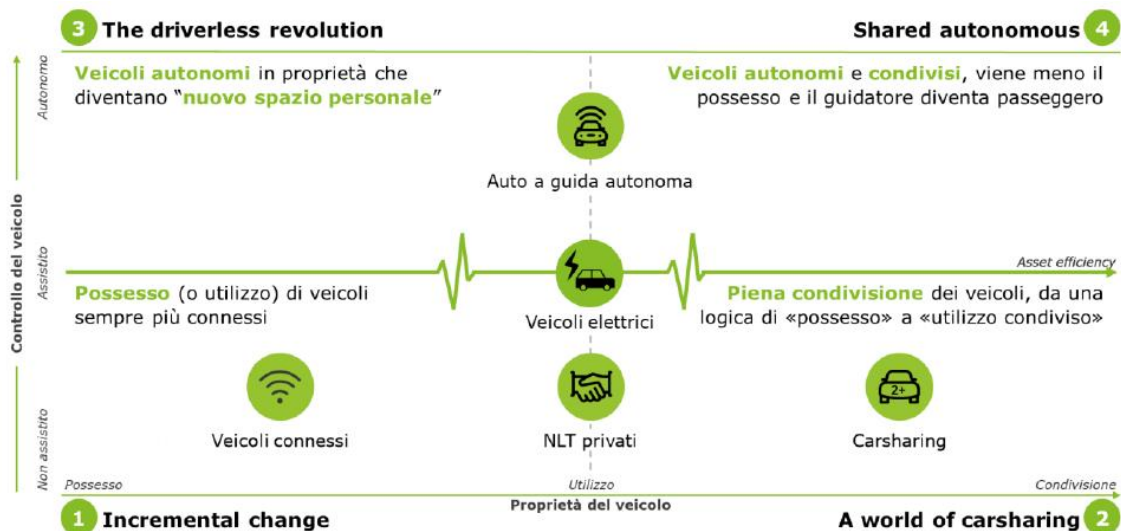 3 The driverless revolution
Shared autonomous 4
Veicoli autonomi in proprietà che
diventano “nuovo spazio personale”
Veicoli autonomi e condivisi, viene meno il
possesso e il guidatore diventa passeggero
Autonomo
Auto a guida autonoma
Controllo del veicolo
Assistito
Asset efficiency
Possesso (o utilizzo) di veicoli
sempre più connessi
Veicoli elettrici
Piena condivisione dei veicoli, da una
logica di «possesso» a «utilizzo condiviso»
2+
Veicoli connessi
NLT privati
Carsharing
Non assistito
Possesso
Utilizzo
Condivisione
Proprietà del veicolo
1 Incremental change
A world of carsharing 2